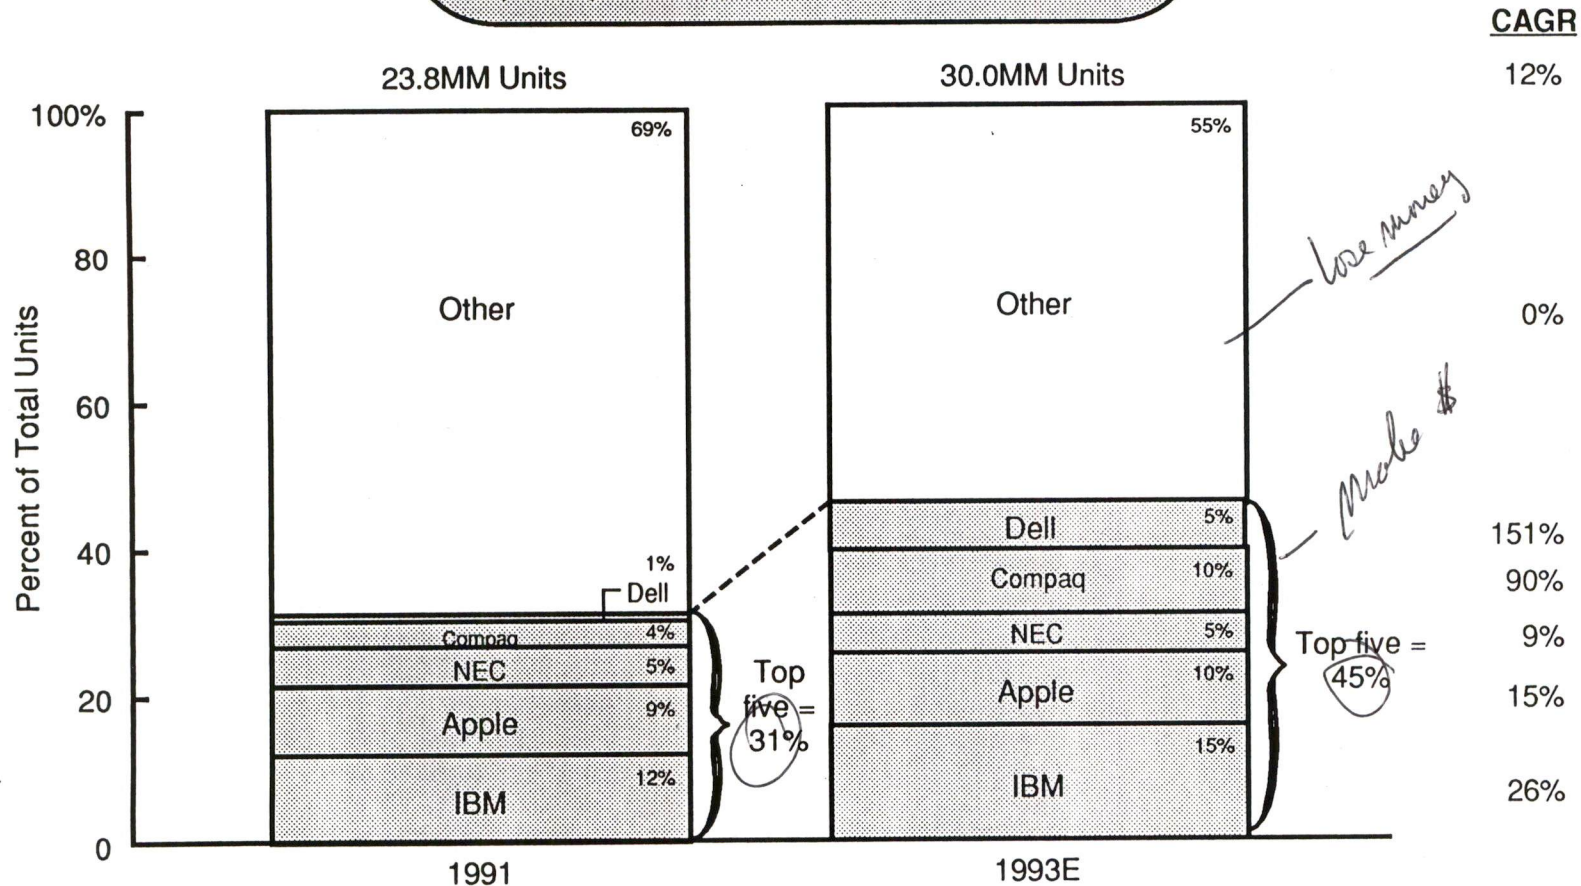 CAGR
23.8MM Units
30.0MM Units
12%
100%
69%
55%
lose money
80
Other
Other
0%
Percent of Total Units
60
make $
Dell
5%
151%
40
1%
Dell
Compaq
10%
90%
Compaq
4%
NEC
5%
9%
NEC
5%
Top
five =
31%
Top five =
45%
Apple
10%
15%
20
Apple
9%
IBM
15%
26%
IBM
12%
0
1991
1993E